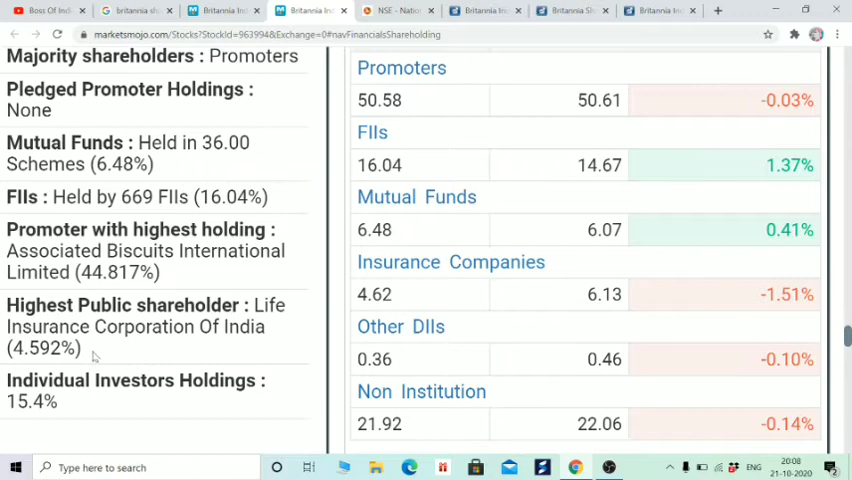 Boss Of Indi
britannia sh
Britannia Ind
Britannia Ind
NSE - Nation
Britannia In
Britannia Sh
Britannia In
marketsmojo.com/Stocks?StockId=963994&Exchange=0#navFinancialsShareholding
Majority shareholders : Promoters
Pledged Promoter Holdings :
None
Mutual Funds : Held in 36.00
Schemes (6.48%)
FIIs : Held by 669 FIIs (16.04%)
Promoter with highest holding :
Associated Biscuits International
Limited (44.817%)
Highest Public shareholder : Life
Insurance Corporation Of India
(4.592%)
Individual Investors Holdings :
15.4%
Promoters
50.58 50.61 -0.03%
FIIs
16.04 14.67 1.37%
Mutual Funds
6.48 6.07 0.41%
Insurance Companies
4.62 6.13 -1.51%
Other DIIs
0.36 0.46 -0.10%
Non Institution
21.92 22.06 -0.14%
Type here to search
ENG
20:08
21-10-2020